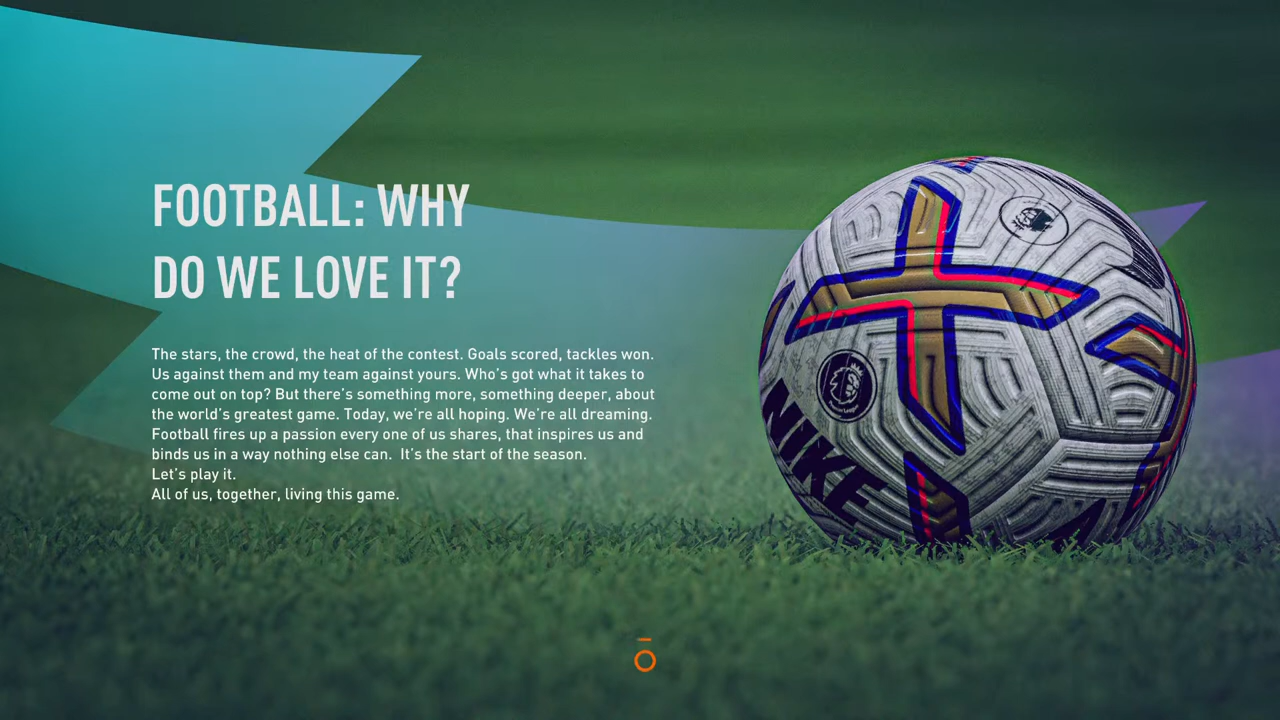 FOOTBALL: WHY
DO WE LOVE IT?
The stars, the crowd, the heat of the contest. Goals scored, tackles won.
Us against them and my team against yours. Who's got what it takes to
come out on top? But there's something more, something deeper, about
the world's greatest game. Today, we're all hoping. We're all dreaming.
Football fires up a passion every one of us shares, that inspires us and
binds us in a way nothing else can.  It's the start of the season.
Let's play it.
All of us, together, living this game.
Premier League
NIKE